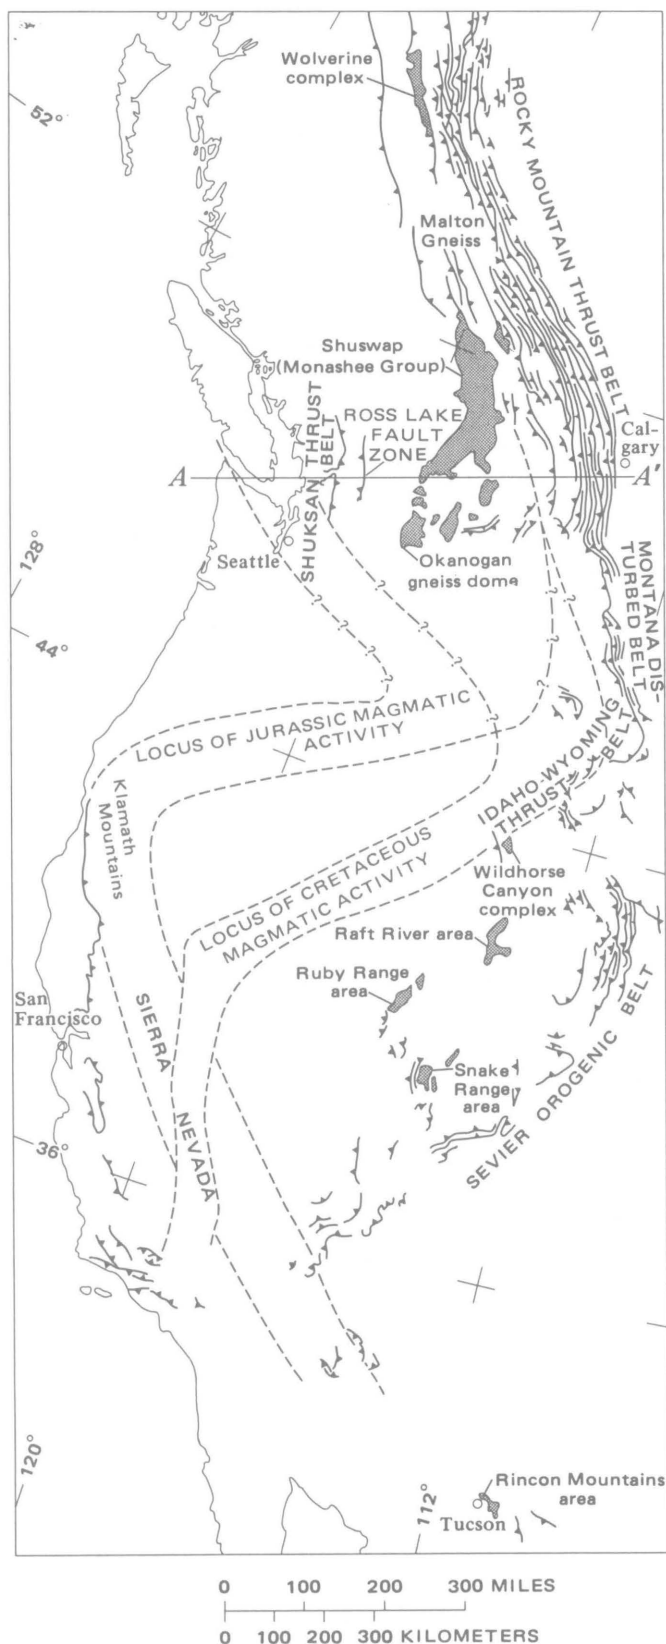 Wolverine
complex
52°
ROCKY MOUNTAIN THRUST BELT
Malton
Gneiss
Shuswap
(Monashee Group)
SHUKSAN THRUST
BELT
ROSS LAKE
FAULT
ZONE
Cal-
gary
A
A'
Seattle
Okanogan
gneiss dome
128°
44°
MONTANA DIS-
TURBED BELT
?
?
?
?
?
?
?
?
?
?
?
?
?
LOCUS OF JURASSIC MAGMATIC
ACTIVITY
Klamath
Mountains
IDAHO-WYOMING
THRUST BELT
LOCUS OF CRETACEOUS
MAGMATIC ACTIVITY
Wildhorse
Canyon
complex
Raft River area
Ruby Range
area
San
Francisco
SIERRA
NEVADA
Snake
Range
area
SEVIER OROGENIC BELT
36°
120°
112°
Rincon Mountains
area
Tucson
0 100 200 300 MILES
0 100 200 300 KILOMETERS